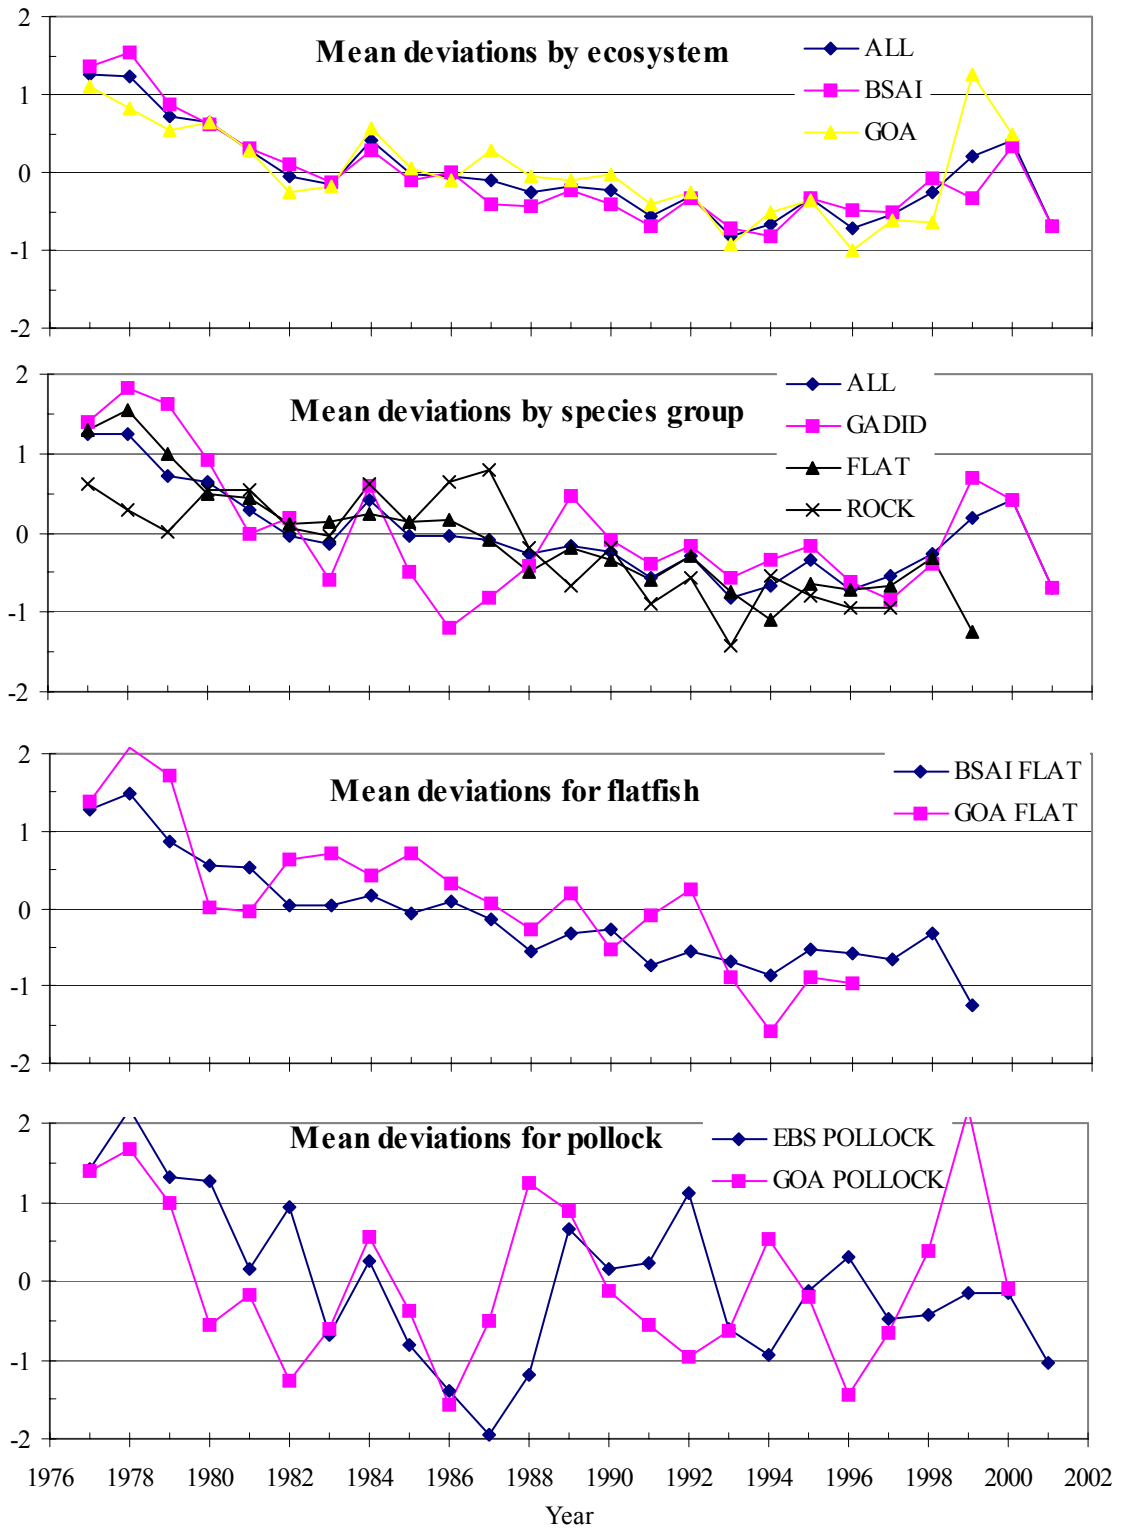 2
Mean deviations by ecosystem
ALL
1
BSAI
GOA
0
-1
-2
2
ALL
Mean deviations by species group
GADID
1
FLAT
ROCK
0
-1
-2
2
BSAI FLAT
Mean deviations for flatfish
GOA FLAT
1
0
-1
-2
2
Mean deviations for pollock
EBS POLLOCK
GOA POLLOCK
1
0
-1
-2
1976 1978 1980 1982 1984 1986 1988 1990 1992 1994 1996 1998 2000 2002
Year